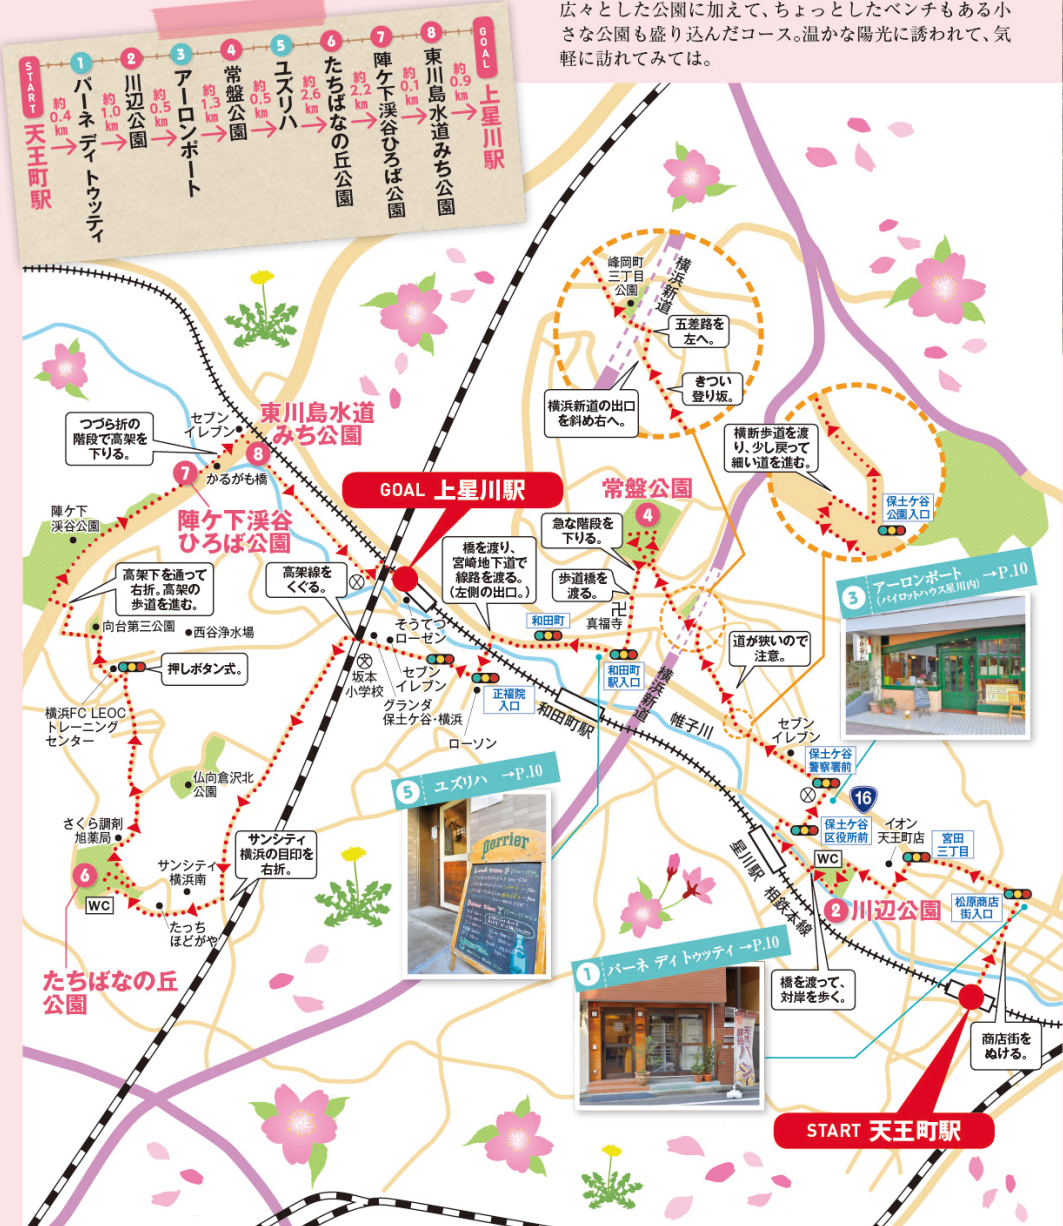 広々とした公園に加えて、ちょっとしたベンチもある小
さな公園も盛り込んだコース。温かな陽光に誘われて、気
軽に訪れてみては。
START
天王町駅
約0.4km
1
パーネ ディ トゥッティ
約1.0km
2
川辺公園
約0.5km
3
アーロンポート
約1.3km
4
常盤公園
約0.5km
5
ユズリハ
約2.6km
6
たちばなの丘公園
約2.2km
7
陣ケ下渓谷ひろば公園
約0.1km
8
東川島水道みち公園
約0.9km
GOAL
上星川駅
峰岡町
三丁目
公園
横浜新道
五差路を
左へ。
きつい
登り坂。
横浜新道の出口
を斜め右へ。
横断歩道を渡
り、少し戻って
細い道を進む。
保土ケ谷
公園入口
つづら折の
階段で高架を
下りる。
セブン
イレブン
東川島水道
みち公園
8
7
かるがも橋
陣ケ下渓谷
ひろば公園
陣ケ下
渓谷公園
GOAL 上星川駅
常盤公園
4
急な階段を
下りる。
橋を渡り、
宮崎地下道で
線路を渡る。
(左側の出口。)
歩道橋を
渡る。
高架線を
くぐる。
高架下を通って
右折。高架の
歩道を進む。
向台第三公園
西谷浄水場
そうてつ
ローゼン
和田町
真福寺
和田町
駅入口
道が狭いので
注意。
3 アーロンポート →P.10
(パイロットハウス星川内)
押しボタン式。
文
坂本
小学校
セブン
イレブン
グランダ
保土ケ谷・横浜
正福院
入口
ローソン
和田町駅
横浜新道
帷子川
横浜FC LEOC
トレーニング
センター
仏向倉沢北
公園
セブン
イレブン
保土ケ谷
警察署前
16
保土ケ谷
区役所前
イオン
天王町店
宮田
三丁目
5 ユズリハ →P.10
perrier
さくら調剤
旭薬局
サンシティ
横浜の目印を
右折。
6
サンシティ
横浜南
WC
たっち
ほどがや
たちばなの丘
公園
星川駅
相鉄本線
WC
2 川辺公園
松原商店
街入口
1 パーネ ディ トゥッティ →P.10
橋を渡って、
対岸を歩く。
商店街を
ぬける。
START 天王町駅